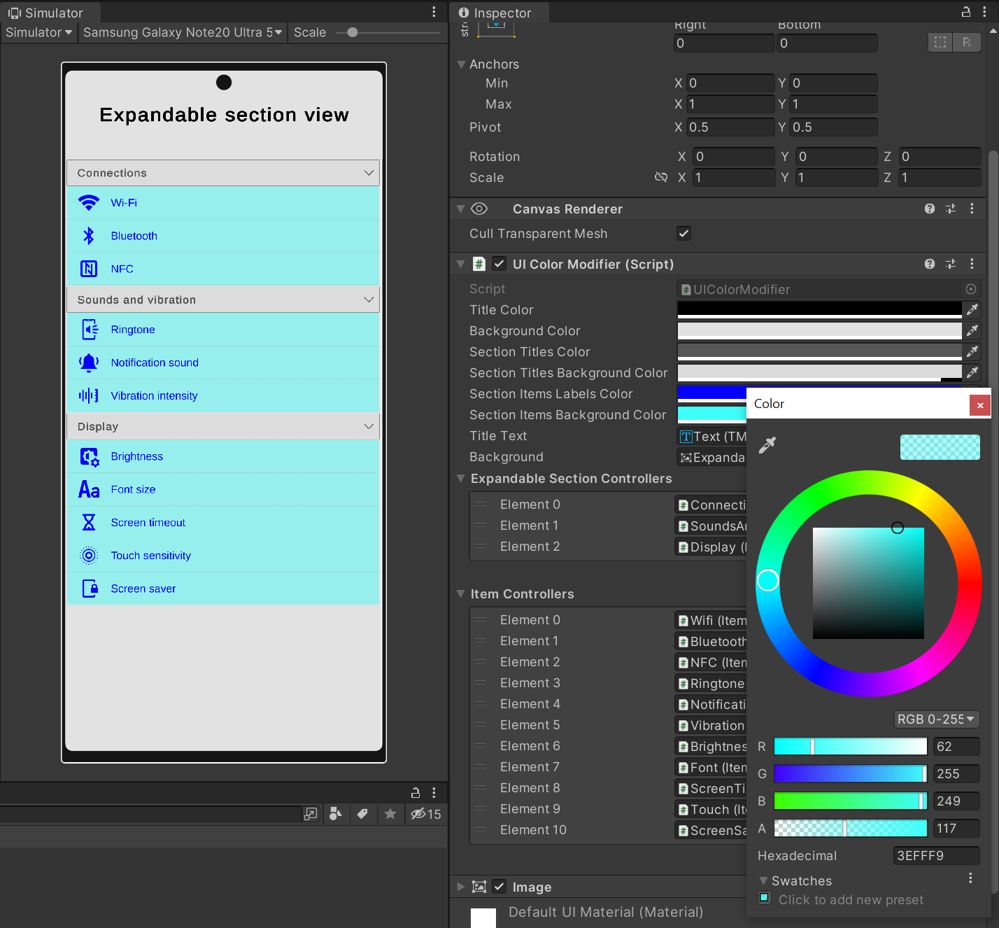 Simulator
Simulator
Samsung Galaxy Note20 Ultra 5
Scale
Expandable section view
Connections
Wi-Fi
Bluetooth
NFC
Sounds and vibration
Ringtone
Notification sound
Vibration intensity
Display
Brightness
Aa Font size
Screen timeout
Touch sensitivity
Screen saver
15
Inspector
Right Bottom
0 0
R
Anchors
Min X 0 Y 0
Max X 1 Y 1
Pivot X 0.5 Y 0.5
Rotation X 0 Y 0 Z 0
Scale X 1 Y 1 Z 1
Canvas Renderer
Cull Transparent Mesh
# UI Color Modifier (Script)
Script # UIColorModifier
Title Color
Background Color
Section Titles Color
Section Titles Background Color
Section Items Labels Color
Section Items Background Color
Title Text T Text (TM
Background Expanda
Expandable Section Controllers
Element 0 # Connecti
Element 1 # SoundsA
Element 2 # Display (
Item Controllers
Element 0 # Wifi (Item
Element 1 # Bluetooth
Element 2 # NFC (Iten
Element 3 # Ringtone
Element 4 # Notificati
Element 5 # Vibration
Element 6 # Brightnes
Element 7 # Font (Iten
Element 8 # ScreenTi
Element 9 # Touch (It
Element 10 # ScreenSa
Image
Default UI Material (Material)
Color
x
RGB 0-255
R 62
G 255
B 249
A 117
Hexadecimal 3EFFF9
Swatches
Click to add new preset